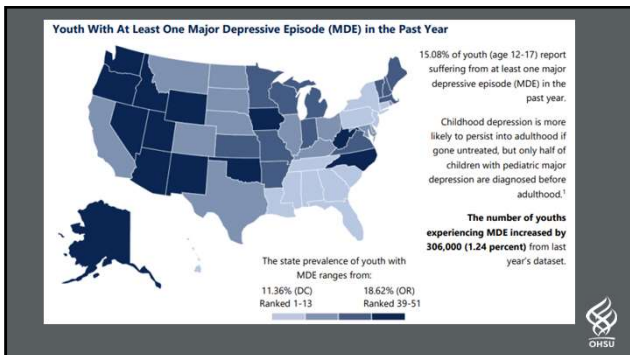 Youth With At Least One Major Depressive Episode (MDE) in the Past Year
15.08% of youth (age 12-17) report
suffering from at least one major
depressive episode (MDE) in the
past year.
Childhood depression is more
likely to persist into adulthood if
gone untreated, but only half of
children with pediatric major
depression are diagnosed before
adulthood.¹
The number of youths
experiencing MDE increased by
306,000 (1.24 percent) from last
year's dataset.
The state prevalence of youth with
MDE ranges from:
11.36% (DC) 18.62% (OR)
Ranked 1-13 Ranked 39-51
OHSU